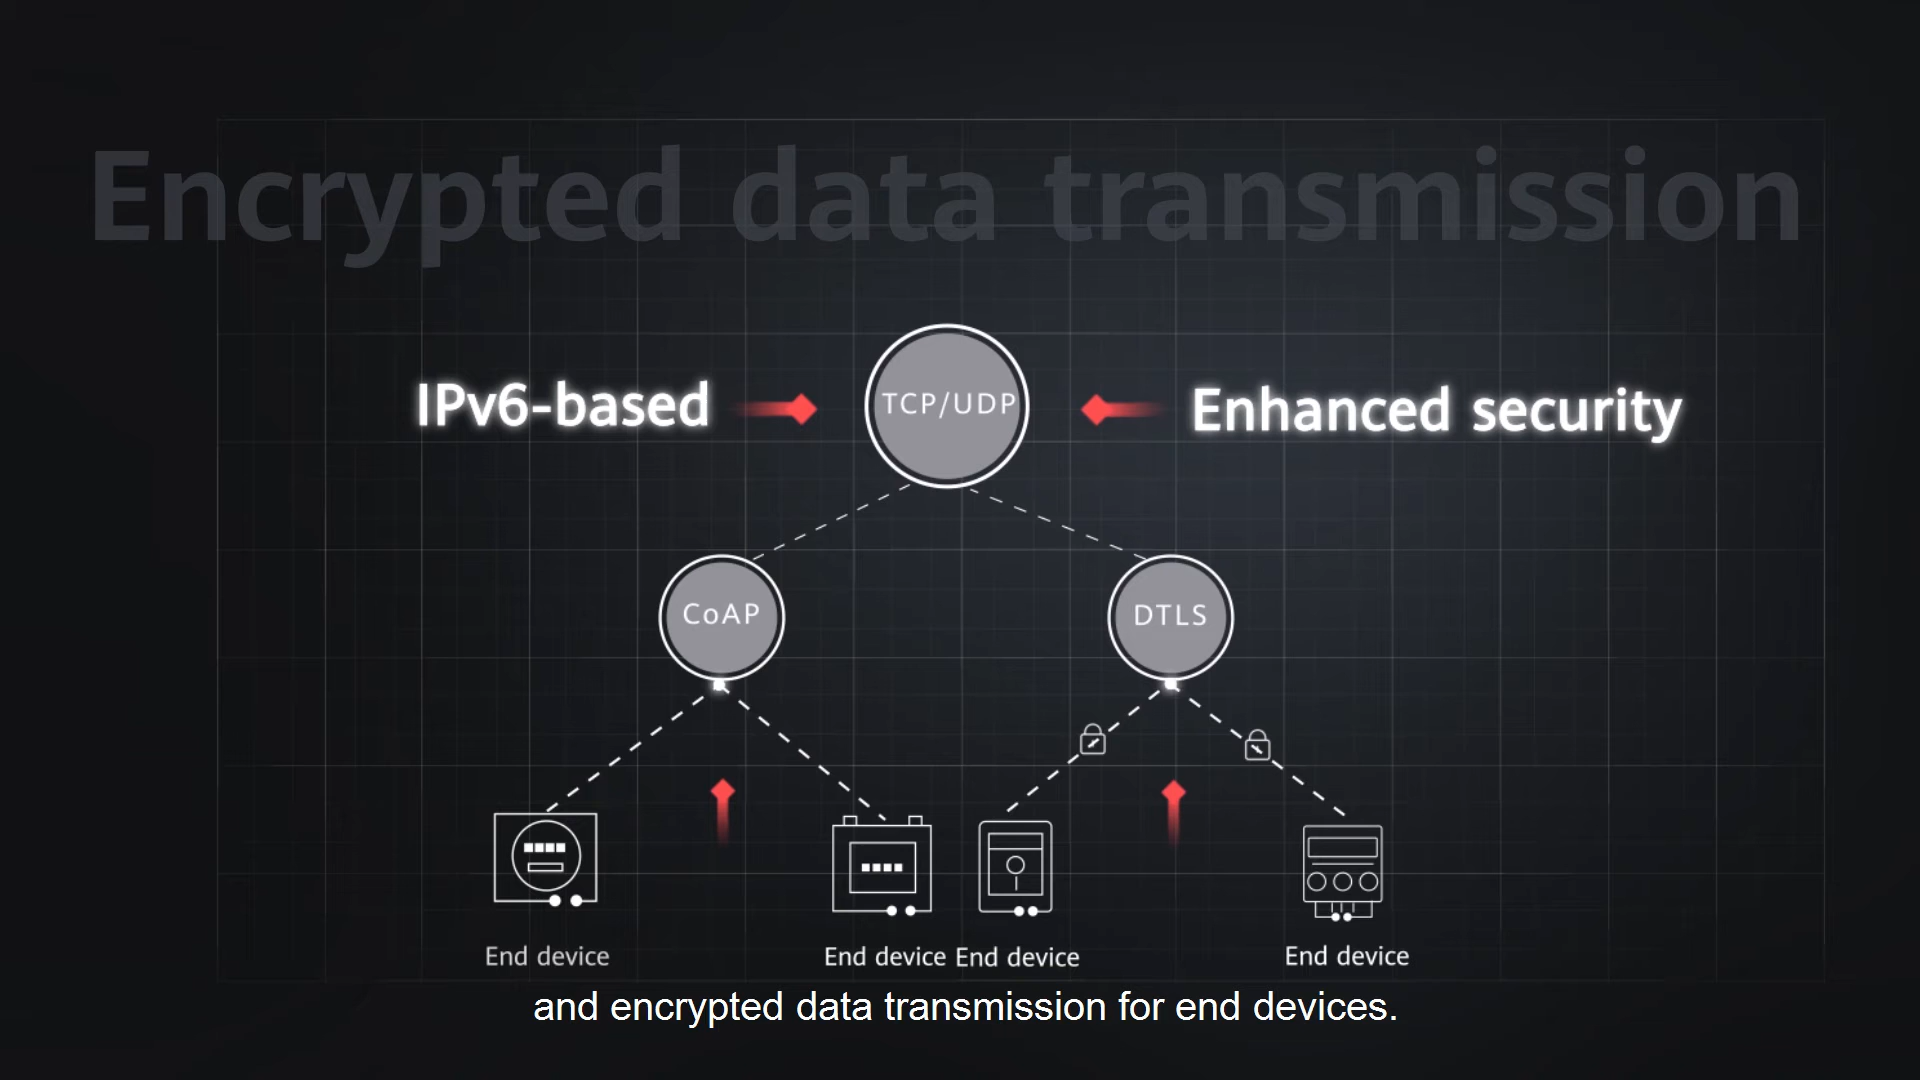 Encrypted data transmission
IPv6-based
TCP/UDP
Enhanced security
CoAP
DTLS
End device
End device
End device
End device
and encrypted data transmission for end devices.